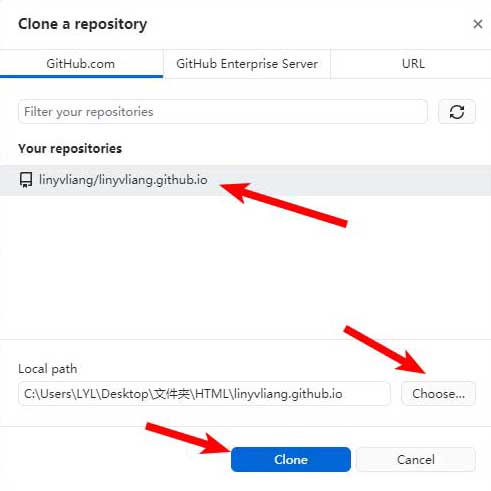 Clone a repository
GitHub.com
GitHub Enterprise Server
URL
Filter your repositories
Your repositories
linyvliang/linyvliang.github.io
Local path
C:\Users\LYL\Desktop\文件夹\HTML\linyvliang.github.io
Choose...
Clone
Cancel